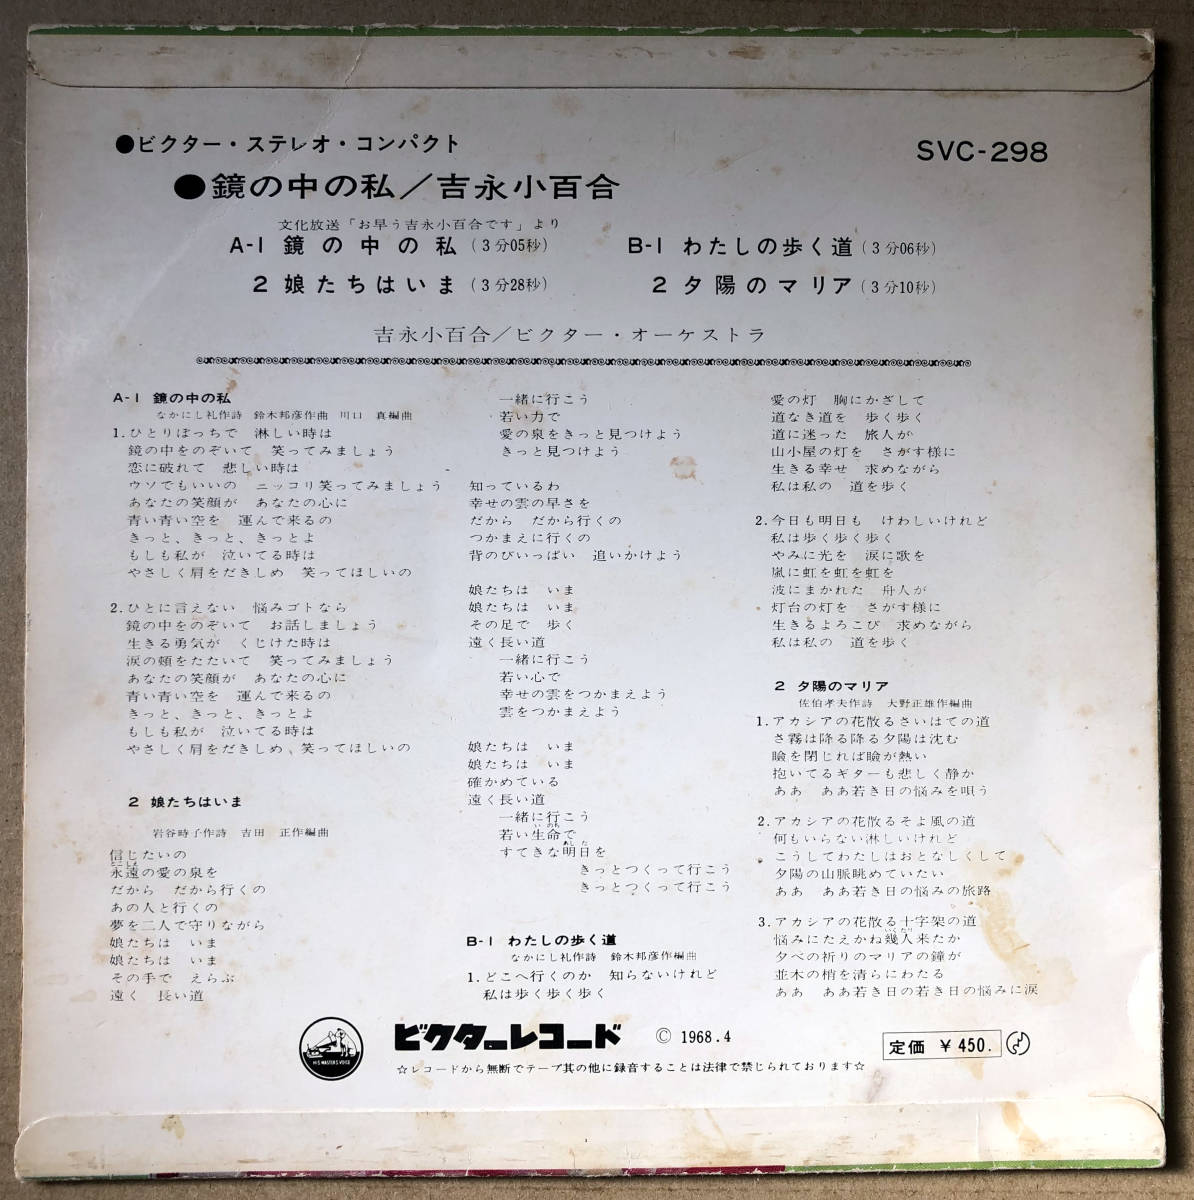 ●ビクター・ステレオ・コンパクト
SVC-298
●鏡の中の私／吉永小百合
文化放送「お早う吉永小百合です」より
A-1 鏡の中の私(3分05秒)
2 娘たちはいま(3分28秒)
B-1 わたしの歩く道(3分06秒)
2 夕陽のマリア(3分10秒)
吉永小百合／ビクター・オーケストラ
A-1 鏡の中の私
なかにし礼作詩 鈴木邦彦作曲 川口 真編曲
1.ひとりぼっちで 淋しい時は
鏡の中をのぞいて 笑ってみましょう
恋に破れて 悲しい時は
ウソでもいいの ニッコリ笑ってみましょう
あなたの笑顔が あなたの心に
青い青い空を 運んで来るの
きっと、きっと、きっとよ
もしも私が 泣いてる時は
やさしく肩をだきしめ 笑ってほしいの
2.ひとに言えない 悩みゴトなら
鏡の中をのぞいて お話しましょう
生きる勇気が くじけた時は
涙の頬をたたいて 笑ってみましょう
あなたの笑顔が あなたの心に
青い青い空を 運んで来るの
きっと、きっと、きっとよ
もしも私が 泣いてる時は
やさしく肩をだきしめ、笑ってほしいの
2 娘たちはいま
岩谷時子作詩 吉田 正作編曲
信じたいの
永遠の愛の泉を
だから だから行くの
あの人と行くの
夢を二人で守りながら
娘たちは いま
娘たちは いま
その手で えらぶ
遠く 長い道
一緒に行こう
若い力で
愛の泉をきっと見つけよう
きっと見つけよう
知っているわ
幸せの雲の早さを
だから だから行くの
つかまえに行くの
背のびいっぱい 追いかけよう
娘たちは いま
娘たちは いま
その足で 歩く
遠く長い道
一緒に行こう
若い心で
幸せの雲をつかまえよう
雲をつかまえよう
娘たちは いま
娘たちは いま
確かめている
遠く長い道
一緒に行こう
いのち
若い生命で
あした
すてきな明日を
きっとつくって行こう
きっとつくって行こう
B-1 わたしの歩く道
なかにし礼作詩 鈴木邦彦作曲編曲
1.どこへ行くのか 知らないけれど
私は歩く歩く歩く
愛の灯 胸にかざして
道なき道を 歩く歩く
道に迷った 旅人が
山小屋の灯を さがす様に
生きる幸せ 求めながら
私は私の 道を歩く
2.今日も明日も けわしいけれど
私は歩く歩く歩く
やみに光を 涙に歌を
嵐に虹を虹を虹を
波にまかれた 舟人が
灯台の灯を さがす様に
生きるよろこび 求めながら
私は私の 道を歩く
2 夕陽のマリア
佐伯孝夫作詩 大野正雄作編曲
1.アカシアの花散るさいはての道
さ霧は降る降る夕陽は沈む
瞼を閉じれば瞼が熱い
抱いてるギターも悲しく静か
ああ ああ若き日の悩みを唄う
2.アカシアの花散るそよ風の道
何もいらない淋しいけれど
こうしてわたしはおとなしくして
夕陽の山脈眺めていたい
ああ ああ若き日の悩みの旅路
3.アカシアの花散る十字架の道
いくたり
悩みにたえかね幾人来たか
夕べの祈りのマリアの鐘が
並木の梢を清らにわたる
ああ ああ若き日の若き日の悩みに涙
HIS MASTER'S VOICE
ビクターレコード
© 1968.4
定価 ￥450.
☆レコードから無断でテープ其の他に録音することは法律で禁じられております☆